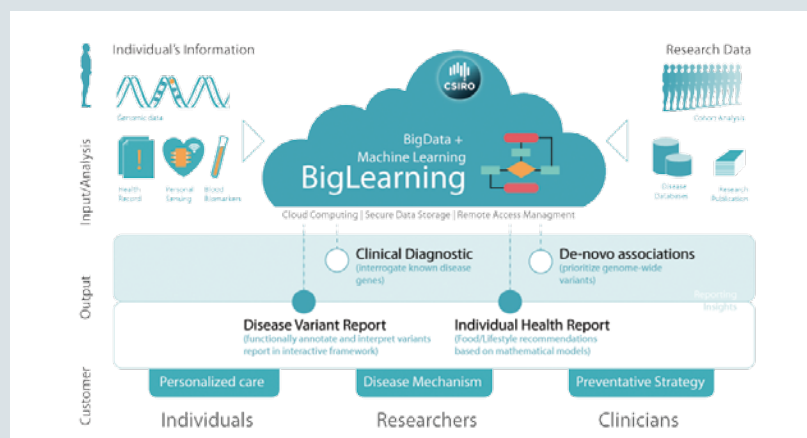 Individual's Information
Research Data
Genomic data
Cohort Analysis
CSIRO
BigData +
Machine Learning
BigLearning
Health
Record
Personal
Sensing
Blood
Biomarkers
Disease
Databases
Research
Publication
Input/Analysis
Cloud Computing | Secure Data Storage | Remote Access Managment
Output
Clinical Diagnostic
(interrogate known disease
genes)
De-novo associations
(prioritize genome-wide
variants)
Reporting
Insights
Disease Variant Report
(functionally annotate and interpret variants
report in interactive framework)
Individual Health Report
(Food/Lifestyle recommendations
based on mathematical models)
Customer
Personalized care
Disease Mechanism
Preventative Strategy
Individuals
Researchers
Clinicians